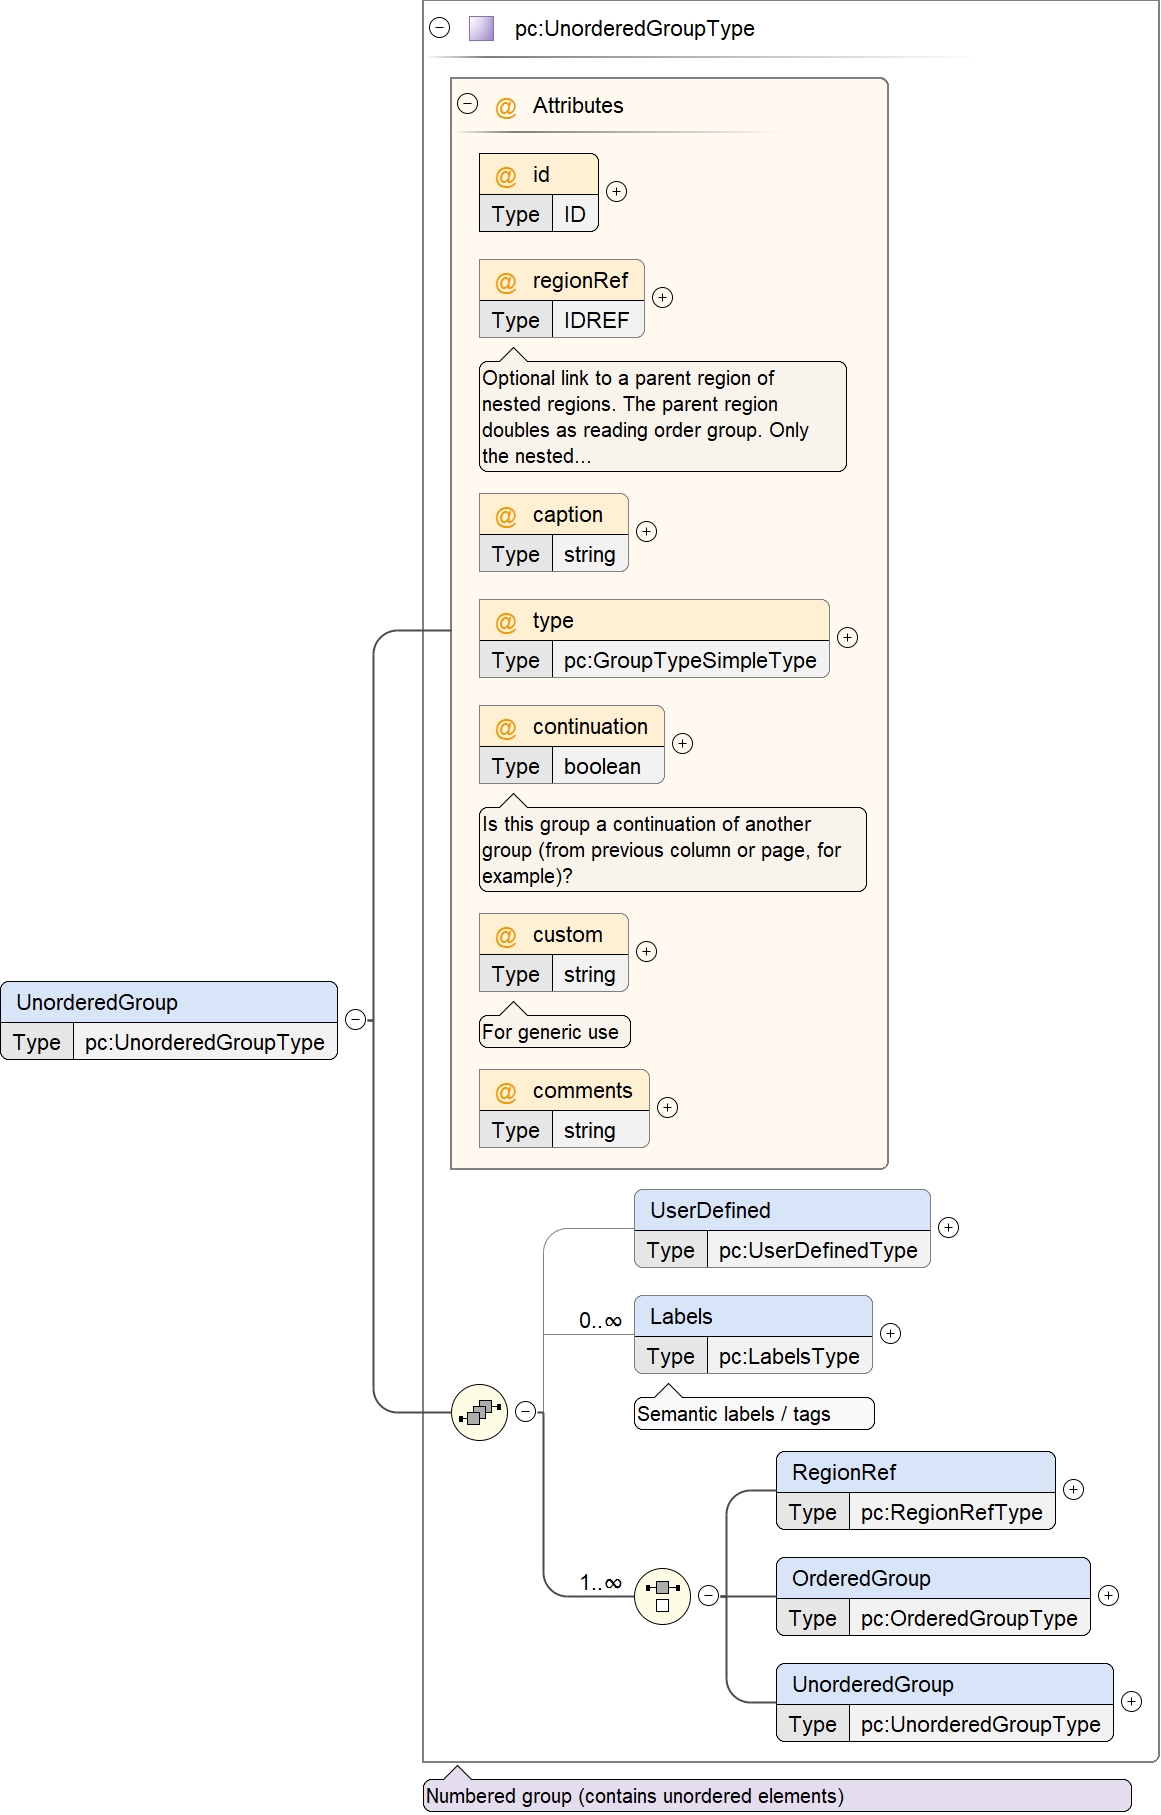 pc:UnorderedGroupType
@ Attributes
@ id
Type ID
@ regionRef
Type IDREF
Optional link to a parent region of
nested regions. The parent region
doubles as reading order group. Only
the nested...
@ caption
Type string
@ type
Type pc:GroupTypeSimpleType
@ continuation
Type boolean
Is this group a continuation of another
group (from previous column or page, for
example)?
@ custom
Type string
For generic use
@ comments
Type string
UnorderedGroup
Type pc:UnorderedGroupType
UserDefined
Type pc:UserDefinedType
0..∞
Labels
Type pc:LabelsType
Semantic labels / tags
1..∞
RegionRef
Type pc:RegionRefType
OrderedGroup
Type pc:OrderedGroupType
UnorderedGroup
Type pc:UnorderedGroupType
Numbered group (contains unordered elements)